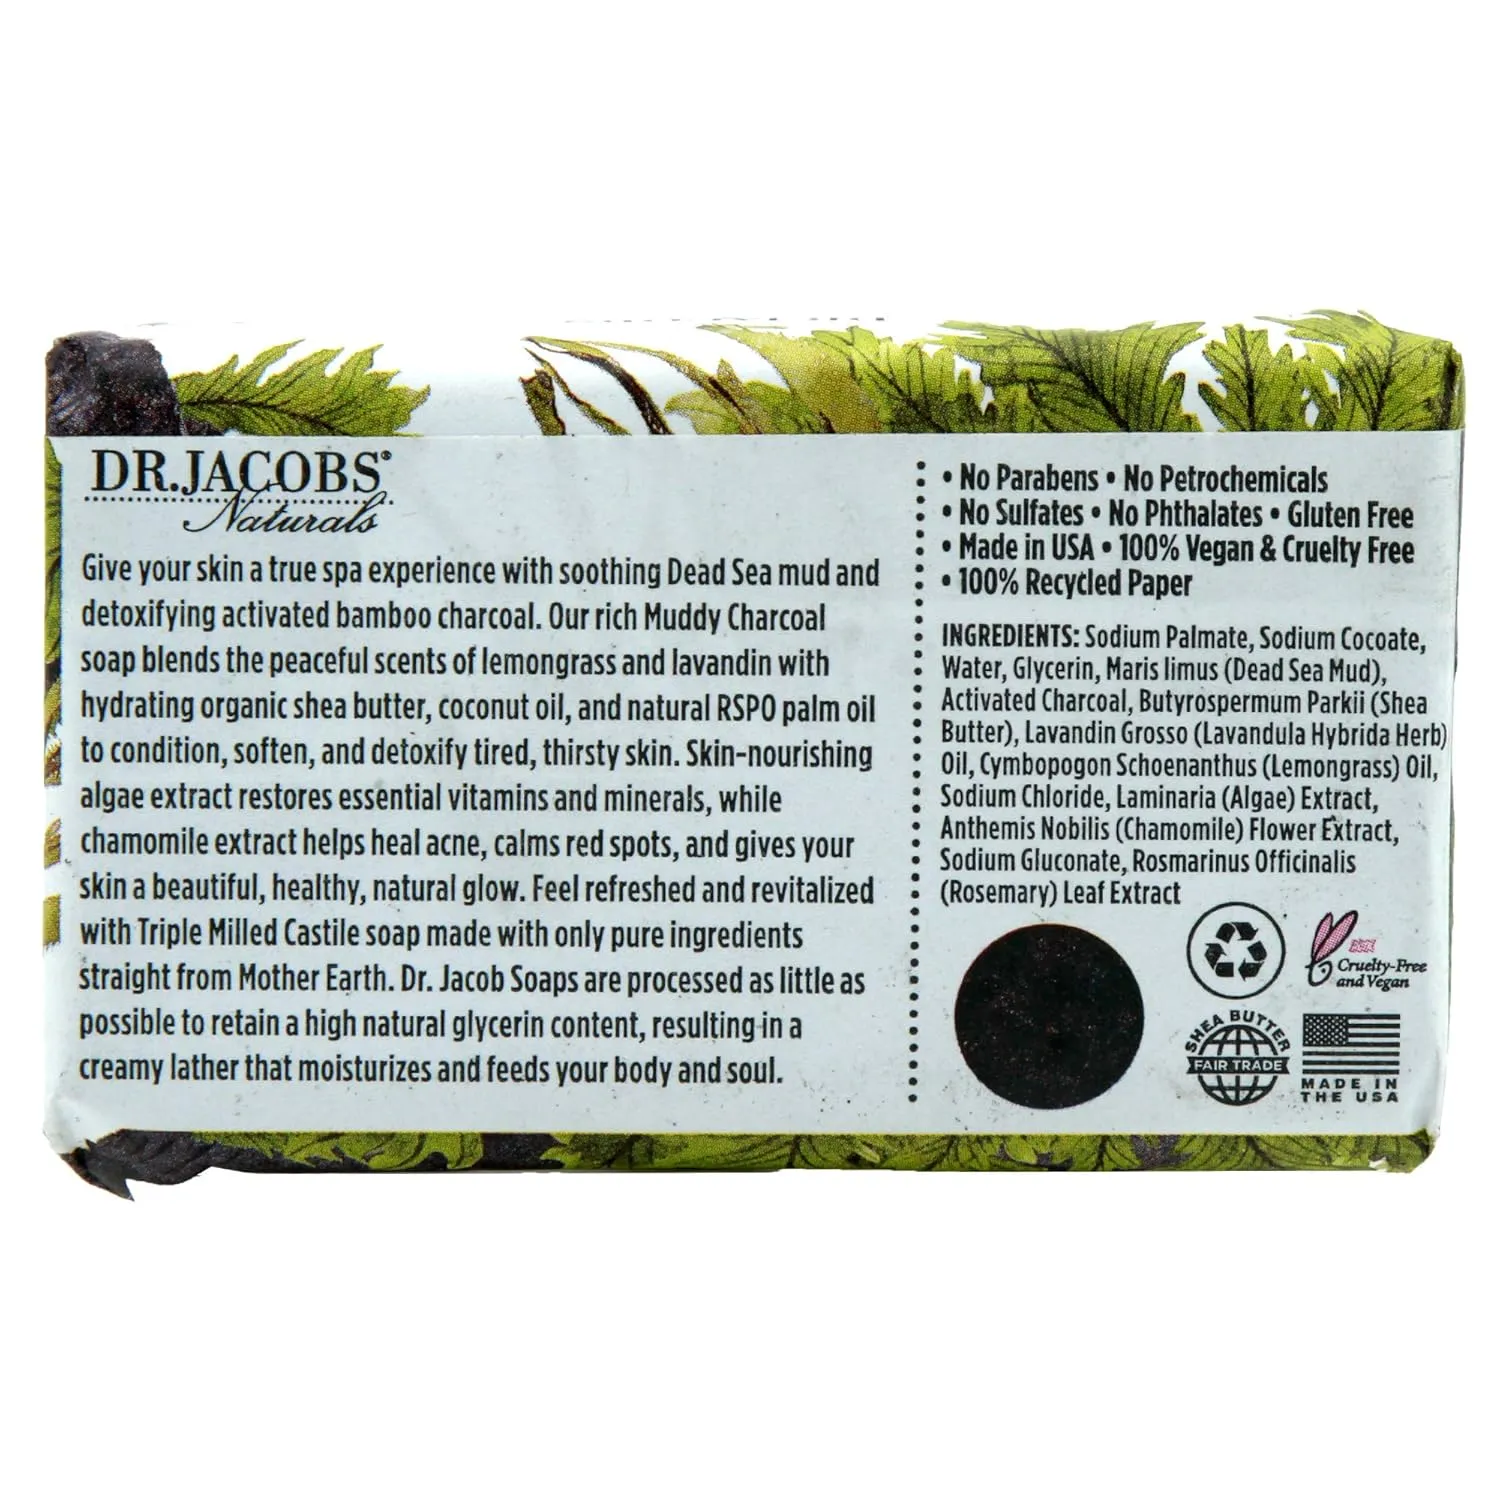 DR.JACOBS®
Naturals
Give your skin a true spa experience with soothing Dead Sea mud and
detoxifying activated bamboo charcoal. Our rich Muddy Charcoal
soap blends the peaceful scents of lemongrass and lavandin with
hydrating organic shea butter, coconut oil, and natural RSPO palm oil
to condition, soften, and detoxify tired, thirsty skin. Skin-nourishing
algae extract restores essential vitamins and minerals, while
chamomile extract helps heal acne, calms red spots, and gives your
skin a beautiful, healthy, natural glow. Feel refreshed and revitalized
with Triple Milled Castile soap made with only pure ingredients
straight from Mother Earth. Dr. Jacob Soaps are processed as little as
possible to retain a high natural glycerin content, resulting in a
creamy lather that moisturizes and feeds your body and soul.
• No Parabens • No Petrochemicals
• No Sulfates • No Phthalates • Gluten Free
• Made in USA • 100% Vegan & Cruelty Free
• 100% Recycled Paper
INGREDIENTS: Sodium Palmate, Sodium Cocoate,
Water, Glycerin, Maris limus (Dead Sea Mud),
Activated Charcoal, Butyrospermum Parkii (Shea
Butter), Lavandin Grosso (Lavandula Hybrida Herb)
Oil, Cymbopogon Schoenanthus (Lemongrass) Oil,
Sodium Chloride, Laminaria (Algae) Extract,
Anthemis Nobilis (Chamomile) Flower Extract,
Sodium Gluconate, Rosmarinus Officinalis
(Rosemary) Leaf Extract
Cruelty-Free
and Vegan
SHEA BUTTER
FAIR TRADE
MADE IN
THE USA